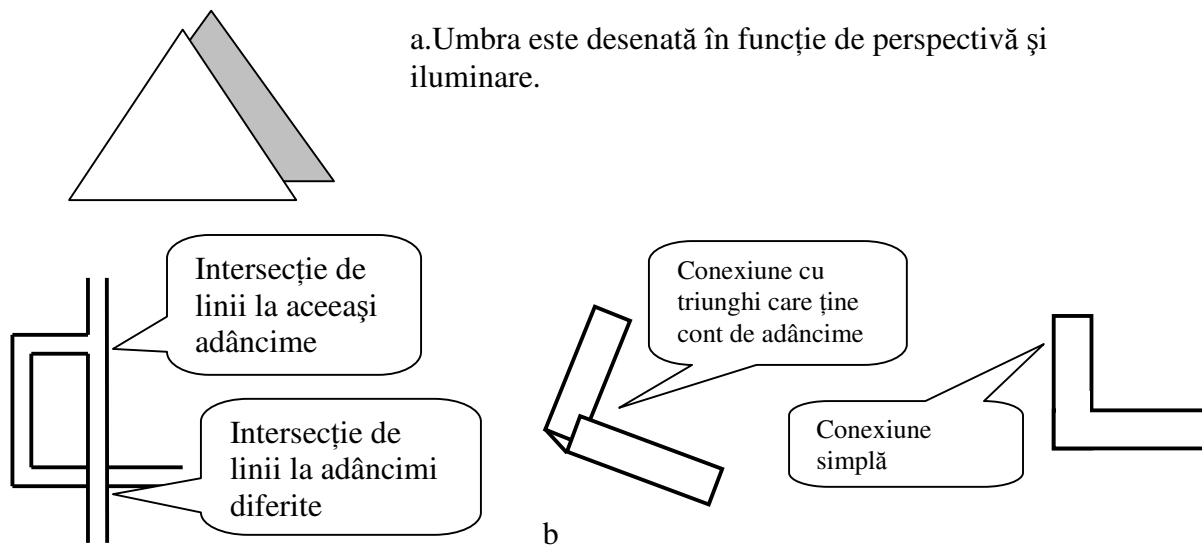 a.Umbra este desenată în funcție de perspectivă şi
iluminare.
Intersecție de
linii la aceeaşi
adâncime
Conexiune cu
triunghi care ține
cont de adâncime
Intersecție de
linii la adâncimi
diferite
Conexiune
simplă
b